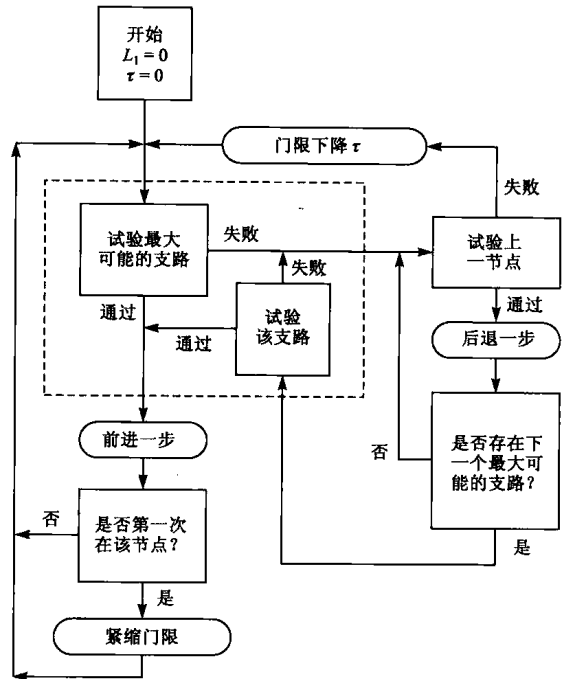 开始
L₁ = 0
τ = 0
门限下降 τ
失败
试验最大
可能的支路
失败
试验上
一节点
失败
通过
试验
该支路
通过
通过
后退一步
前进一步
否
是否存在下
一个最大可
能的支路？
否
是否第一次
在该节点？
是
是
紧缩门限